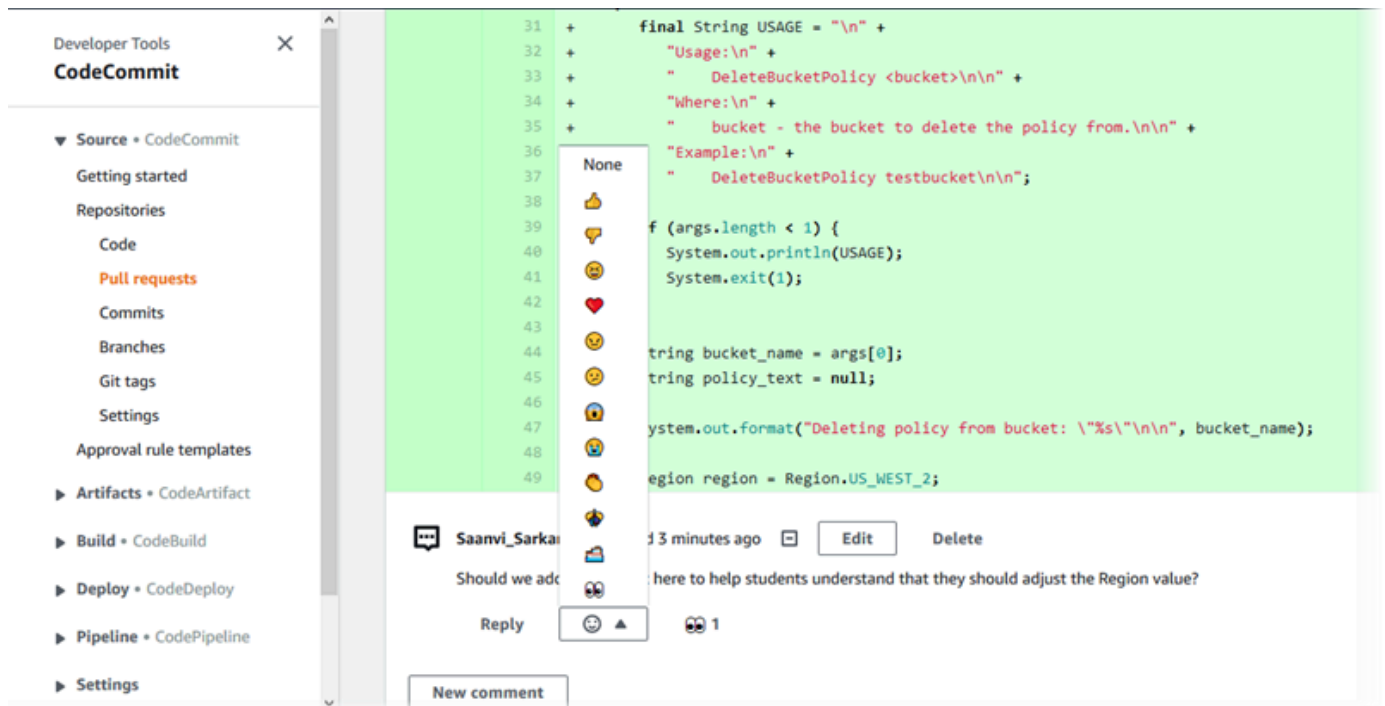 Developer Tools
CodeCommit
Source • CodeCommit
Getting started
Repositories
Code
Pull requests
Commits
Branches
Git tags
Settings
Approval rule templates
Artifacts • CodeArtifact
Build • CodeBuild
Deploy • CodeDeploy
Pipeline • CodePipeline
Settings
31 + final String USAGE = "\n" +
32 + "Usage:\n" +
33 + "    DeleteBucketPolicy <bucket>\n\n" +
34 + "Where:\n" +
35 + "    bucket - the bucket to delete the policy from.\n\n" +
36 "Example:\n" +
37 "    DeleteBucketPolicy testbucket\n\n";
38
39 f (args.length < 1) {
40 System.out.println(USAGE);
41 System.exit(1);
42
43
44 tring bucket_name = args[0];
45 tring policy_text = null;
46
47 ystem.out.format("Deleting policy from bucket: \"%s\"\n\n", bucket_name);
48
49 egion region = Region.US_WEST_2;
None
Saanvi_Sarka 3 minutes ago Edit Delete
Should we add here to help students understand that they should adjust the Region value?
Reply 1
New comment